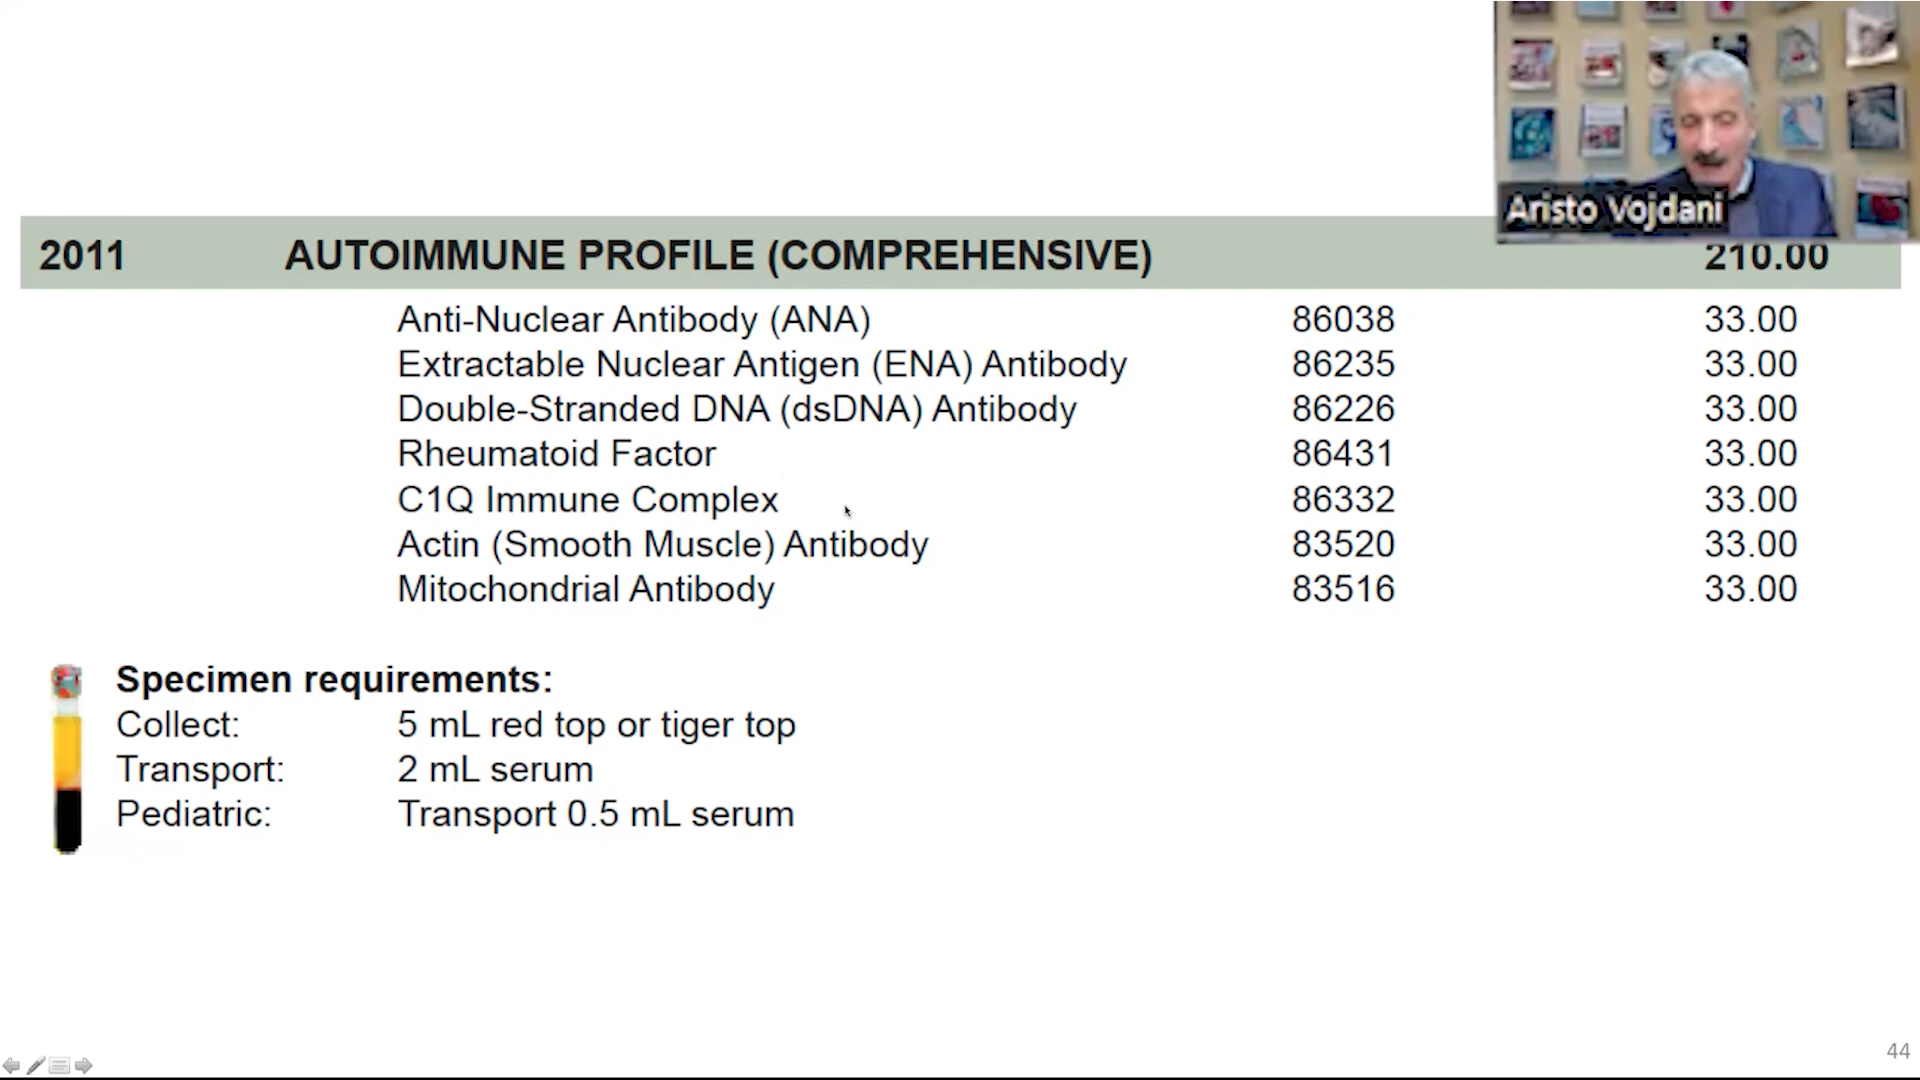 Aristo Vojdani
2011 AUTOIMMUNE PROFILE (COMPREHENSIVE) 210.00
Anti-Nuclear Antibody (ANA) 86038 33.00
Extractable Nuclear Antigen (ENA) Antibody 86235 33.00
Double-Stranded DNA (dsDNA) Antibody 86226 33.00
Rheumatoid Factor 86431 33.00
C1Q Immune Complex 86332 33.00
Actin (Smooth Muscle) Antibody 83520 33.00
Mitochondrial Antibody 83516 33.00
Specimen requirements:
Collect: 5 mL red top or tiger top
Transport: 2 mL serum
Pediatric: Transport 0.5 mL serum
44